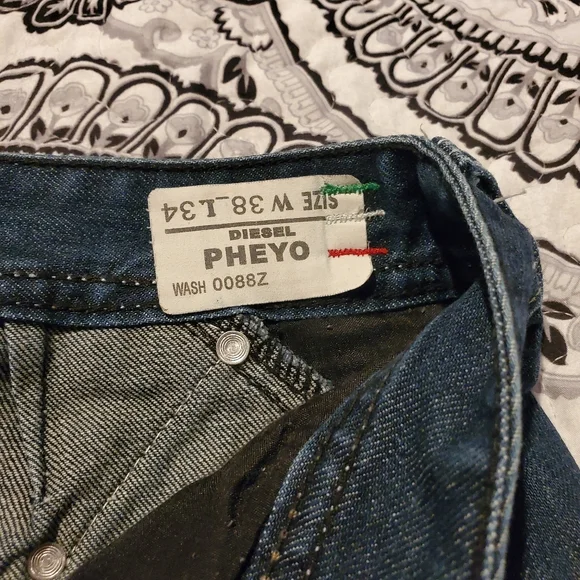 SIZE W 38_L34
DIESEL
PHEYO
WASH 0088Z